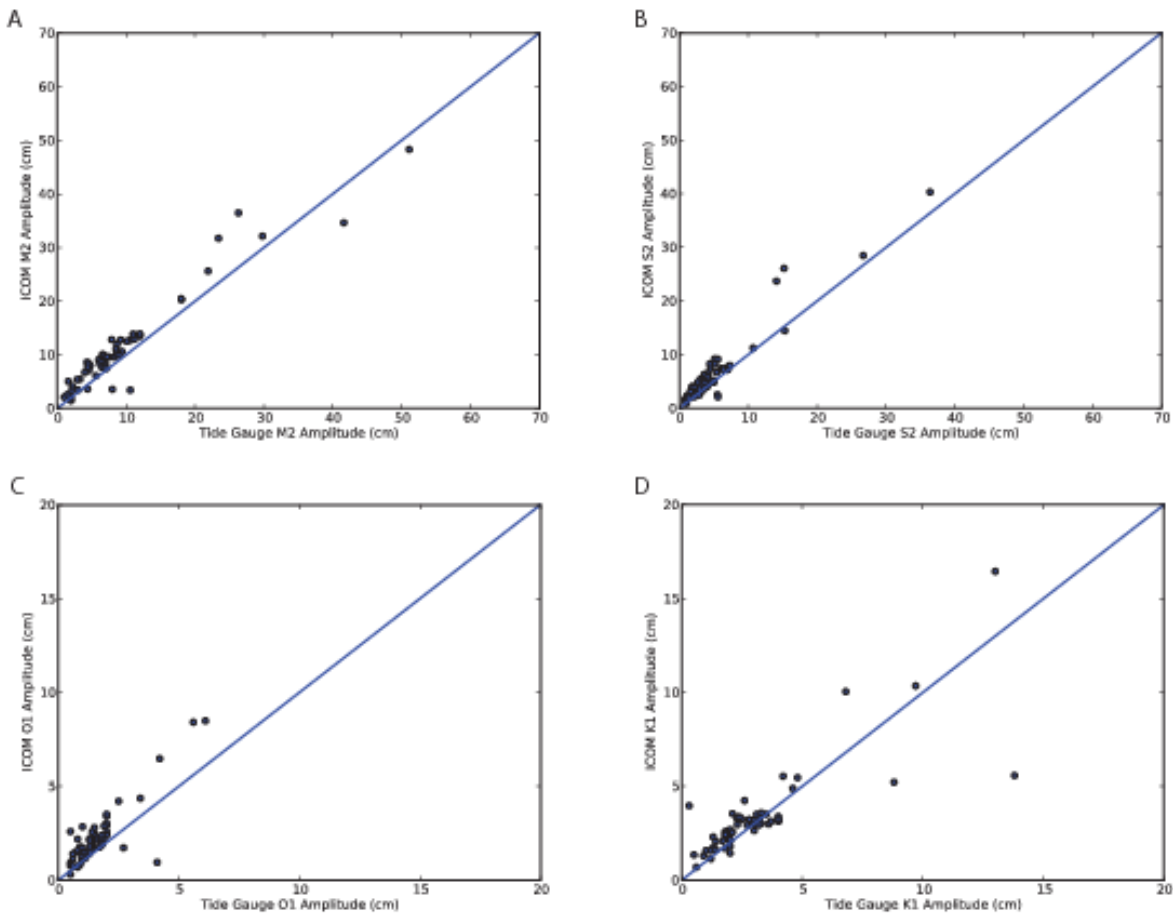 A
B
70
60
50
40
30
20
10
0
ICOM M2 Amplitude (cm)
0 10 20 30 40 50 60 70
Tide Gauge M2 Amplitude (cm)
70
60
50
40
30
20
10
0
ICOM S2 Amplitude (cm)
0 10 20 30 40 50 60 70
Tide Gauge S2 Amplitude (cm)
C
D
20
15
10
5
0
ICOM O1 Amplitude (cm)
0 5 10 15 20
Tide Gauge O1 Amplitude (cm)
20
15
10
5
0
ICOM K1 Amplitude (cm)
0 5 10 15 20
Tide Gauge K1 Amplitude (cm)